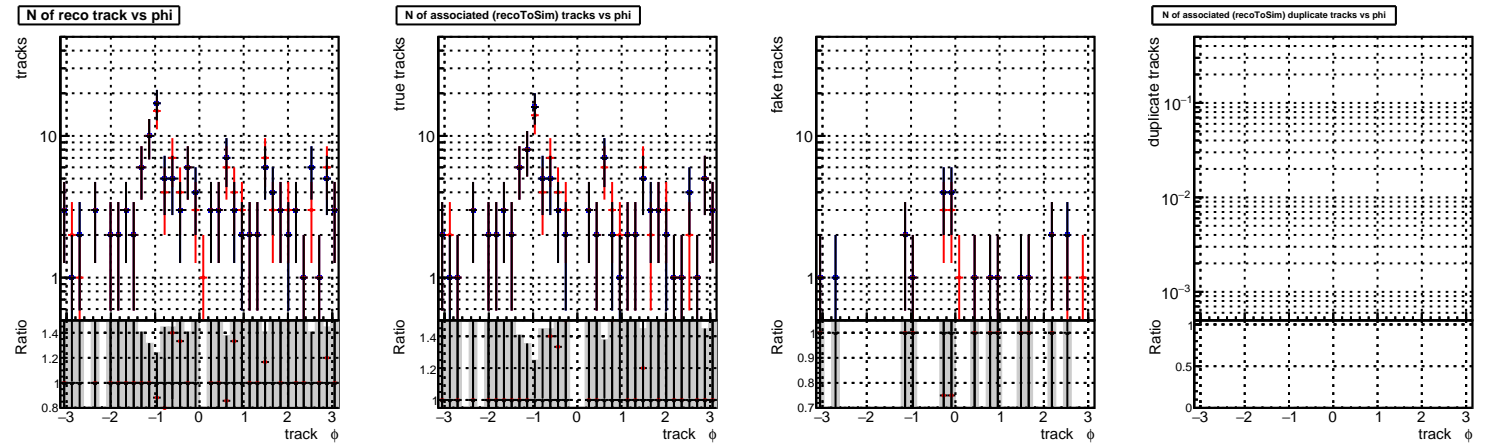 N of reco track vs phi
tracks
10
1
Ratio
1.4
1.2
1
0.8
−3 −2 −1 0 1 2 3
track ϕ
N of associated (recoToSim) tracks vs phi
true tracks
10
1
Ratio
1.4
1.2
1
−3 −2 −1 0 1 2 3
track ϕ
fake tracks
10
1
Ratio
1
0.9
0.8
0.7
−3 −2 −1 0 1 2 3
track ϕ
N of associated (recoToSim) duplicate tracks vs phi
duplicate tracks
10−1
10−2
10−3
Ratio
1
0.5
0
−3 −2 −1 0 1 2 3
track ϕ